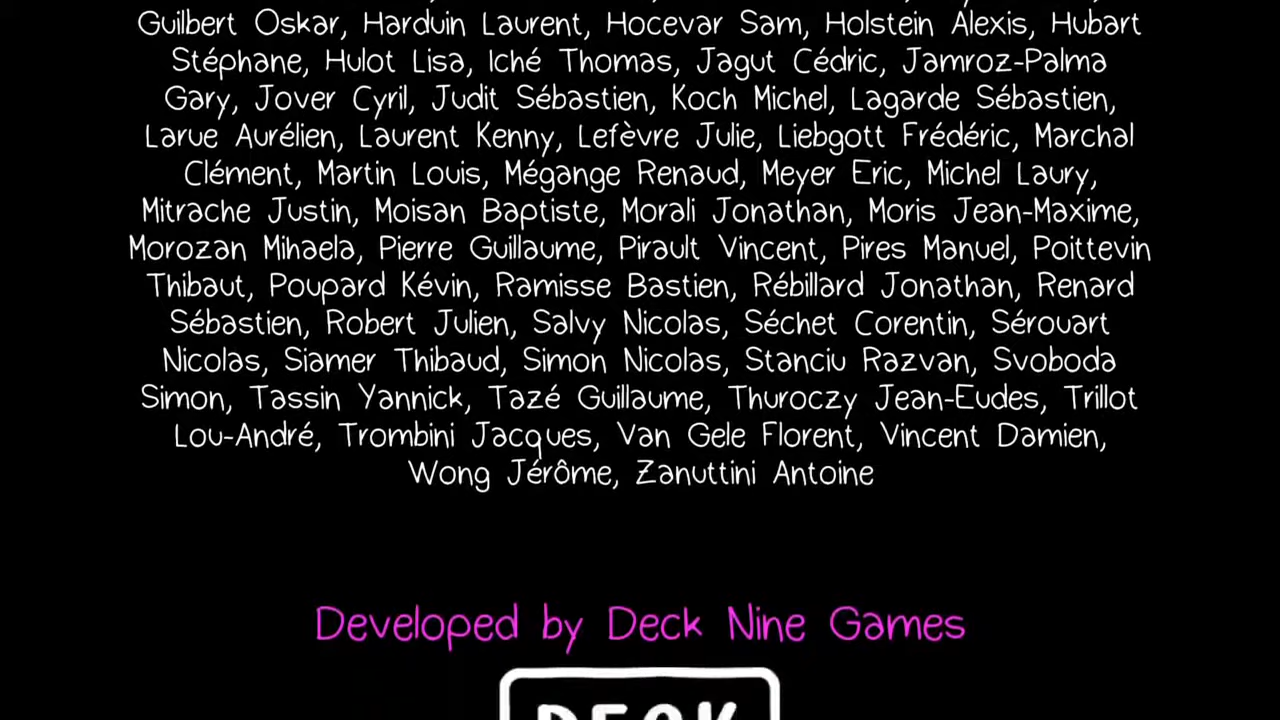 Guilbert Oskar, Harduin Laurent, Hocevar Sam, Holstein Alexis, Hubart
Stéphane, Hulot Lisa, Iché Thomas, Jagut Cédric, Jamroz-Palma
Gary, Jover Cyril, Judit Sébastien, Koch Michel, Lagarde Sébastien,
Larue Aurélien, Laurent Kenny, Lefèvre Julie, Liebgott Frédéric, Marchal
Clément, Martin Louis, Mégange Renaud, Meyer Eric, Michel Laury,
Mitrache Justin, Moisan Baptiste, Morali Jonathan, Moris Jean-Maxime,
Morozan Mihaela, Pierre Guillaume, Pirault Vincent, Pires Manuel, Poittevin
Thibaut, Poupard Kévin, Ramisse Bastien, Rébillard Jonathan, Renard
Sébastien, Robert Julien, Salvy Nicolas, Séchet Corentin, Sérouart
Nicolas, Siamer Thibaud, Simon Nicolas, Stanciu Razvan, Svoboda
Simon, Tassin Yannick, Tazé Guillaume, Thuroczy Jean-Eudes, Trillot
Lou-André, Trombini Jacques, Van Gele Florent, Vincent Damien,
Wong Jérôme, Zanuttini Antoine
Developed by Deck Nine Games
DECK